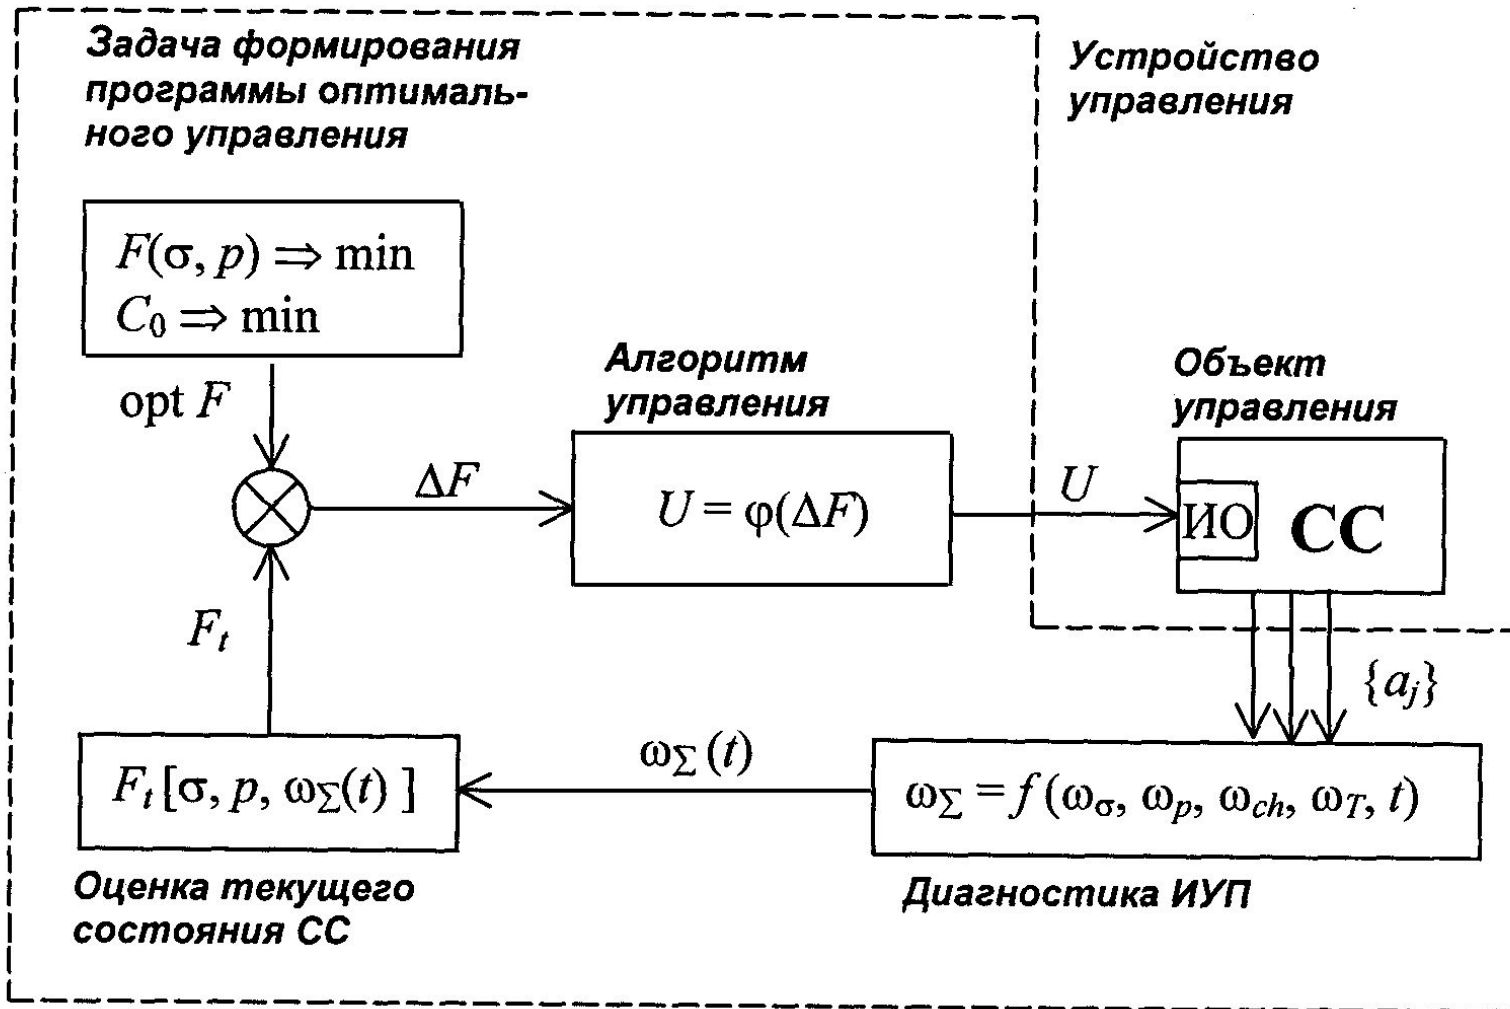 Задача формирования
программы оптималь-
ного управления
Устройство
управления
F(σ, p) ⇒ min
C₀ ⇒ min
opt F
Алгоритм
управления
Объект
управления
ΔF
U = φ(ΔF)
U
ИО
СС
Fₜ
{aⱼ}
Fₜ [σ, p, ω_Σ(t) ]
ω_Σ (t)
ω_Σ = f (ω_σ, ω_p, ω_ch, ω_T, t)
Оценка текущего
состояния СС
Диагностика ИУП